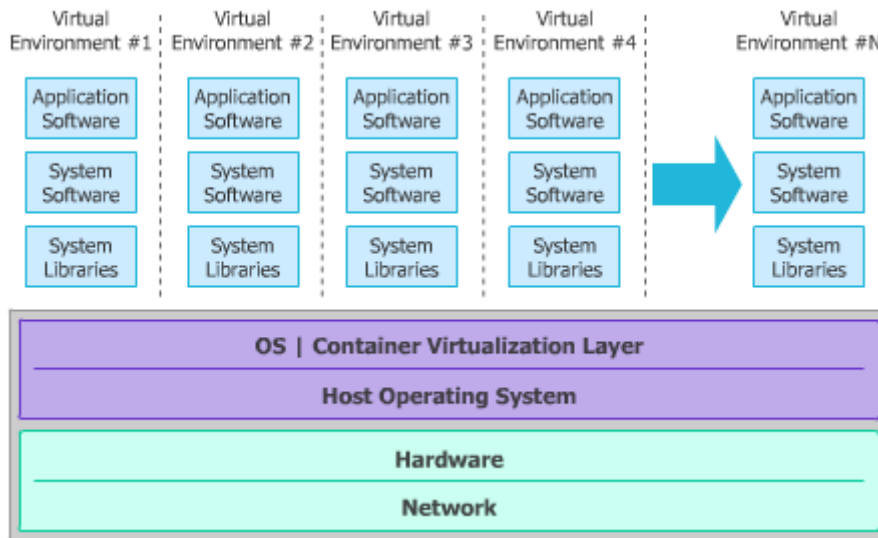 Virtual
Environment #1
Virtual
Environment #2
Virtual
Environment #3
Virtual
Environment #4
Virtual
Environment #N
Application
Software
Application
Software
Application
Software
Application
Software
Application
Software
System
Software
System
Software
System
Software
System
Software
System
Software
System
Libraries
System
Libraries
System
Libraries
System
Libraries
System
Libraries
OS | Container Virtualization Layer
Host Operating System
Hardware
Network